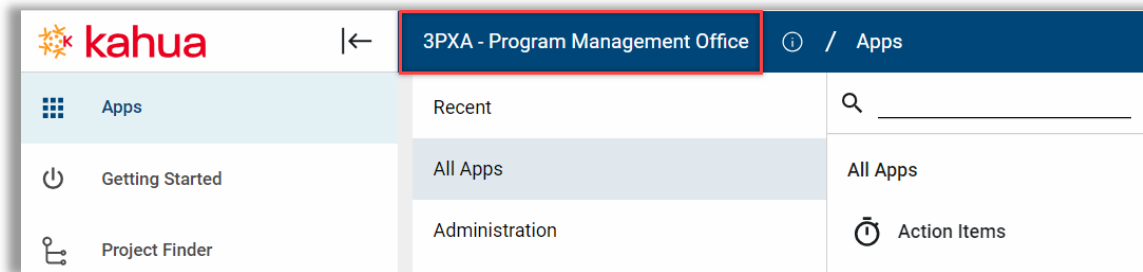 kahua
3PXA - Program Management Office / Apps
Apps
Getting Started
Project Finder
Recent
All Apps
Administration
All Apps
Action Items